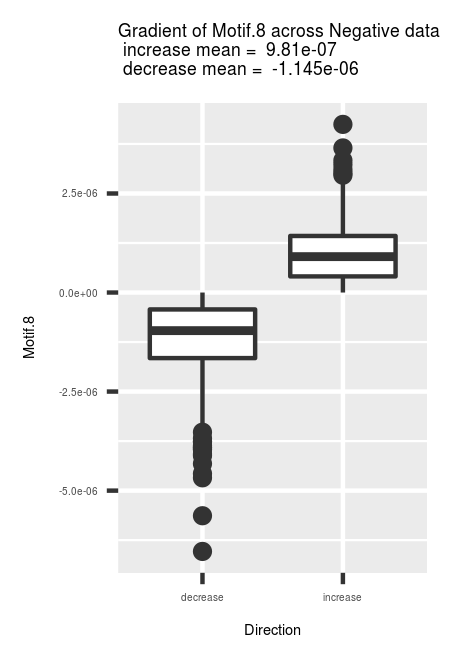 Gradient of Motif.8 across Negative data
increase mean =  9.81e-07
decrease mean =  -1.145e-06
2.5e-06
0.0e+00
-2.5e-06
-5.0e-06
Motif.8
decrease
increase
Direction